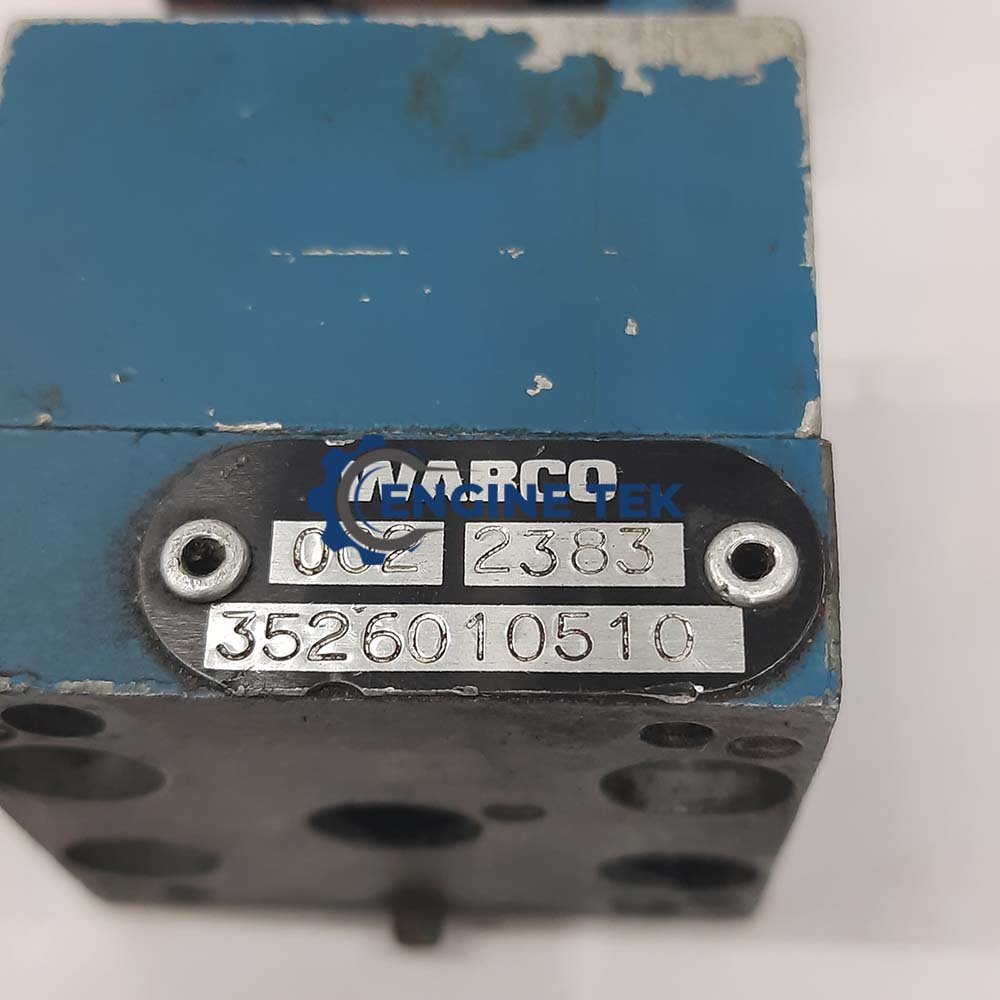 WABCO
ENGINE TEK
002 2383
3526010510